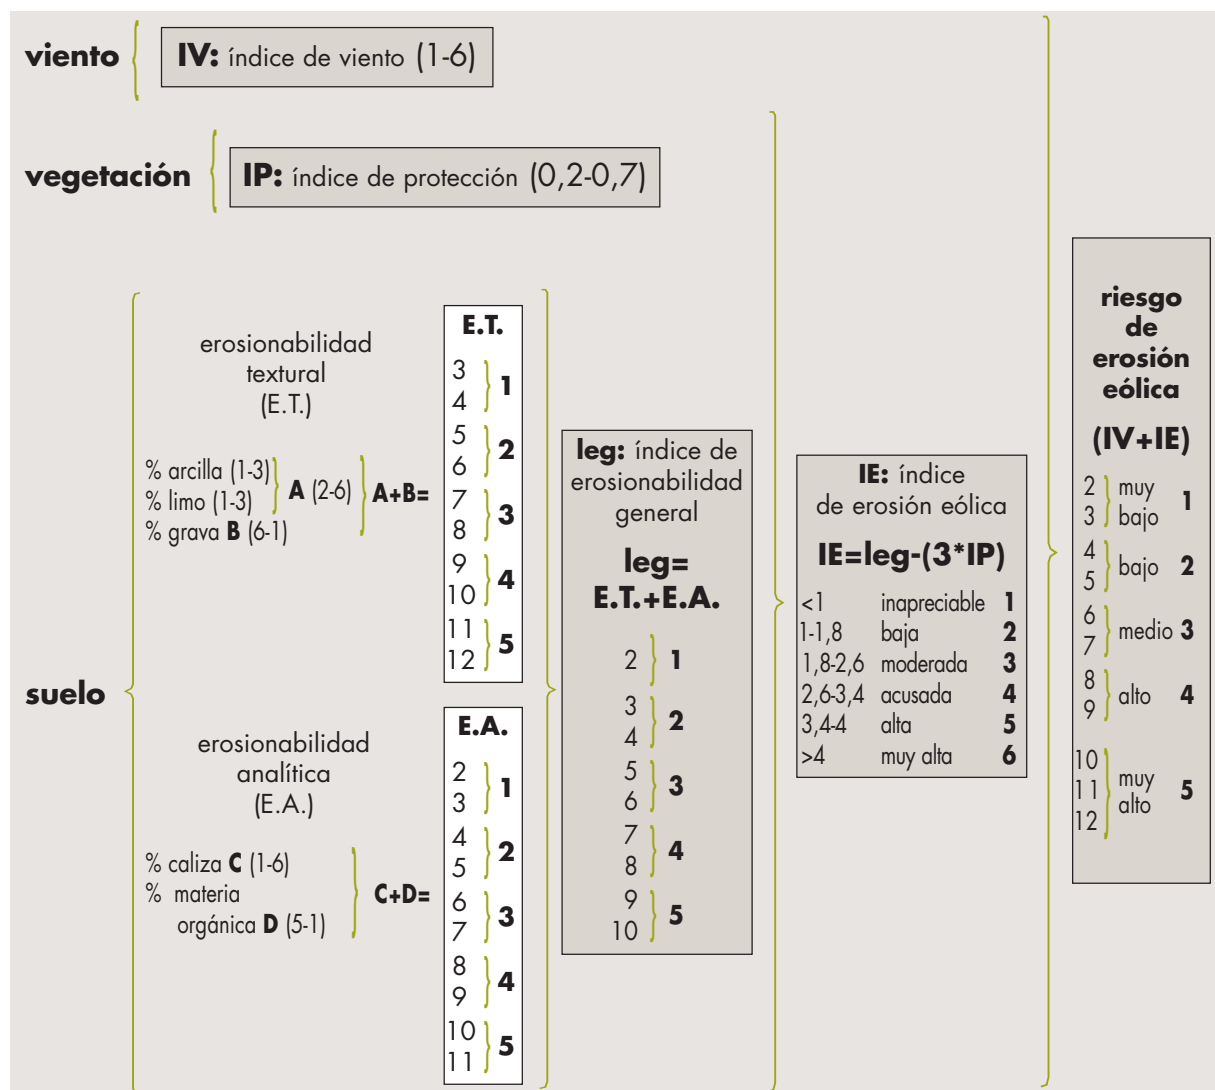 viento
IV: índice de viento (1-6)
vegetación
IP: índice de protección (0,2-0,7)
suelo
erosionabilidad
textural
(E.T.)
% arcilla (1-3)
% limo (1-3)
A (2-6)
% grava B (6-1)
A+B=
E.T.
3
4
1
5
6
2
7
8
3
9
10
4
11
12
5
erosionabilidad
analítica
(E.A.)
% caliza C (1-6)
% materia
orgánica D (5-1)
C+D=
E.A.
2
3
1
4
5
2
6
7
3
8
9
4
10
11
5
Ieg: índice de
erosionabilidad
general
Ieg=
E.T.+E.A.
2
1
3
4
2
5
6
3
7
8
4
9
10
5
IE: índice
de erosión eólica
IE=Ieg-(3*IP)
<1 inapreciable 1
1-1,8 baja 2
1,8-2,6 moderada 3
2,6-3,4 acusada 4
3,4-4 alta 5
>4 muy alta 6
riesgo
de
erosión
eólica
(IV+IE)
2
3
muy
bajo
1
4
5
bajo 2
6
7
medio 3
8
9
alto 4
10
11
12
muy
alto
5